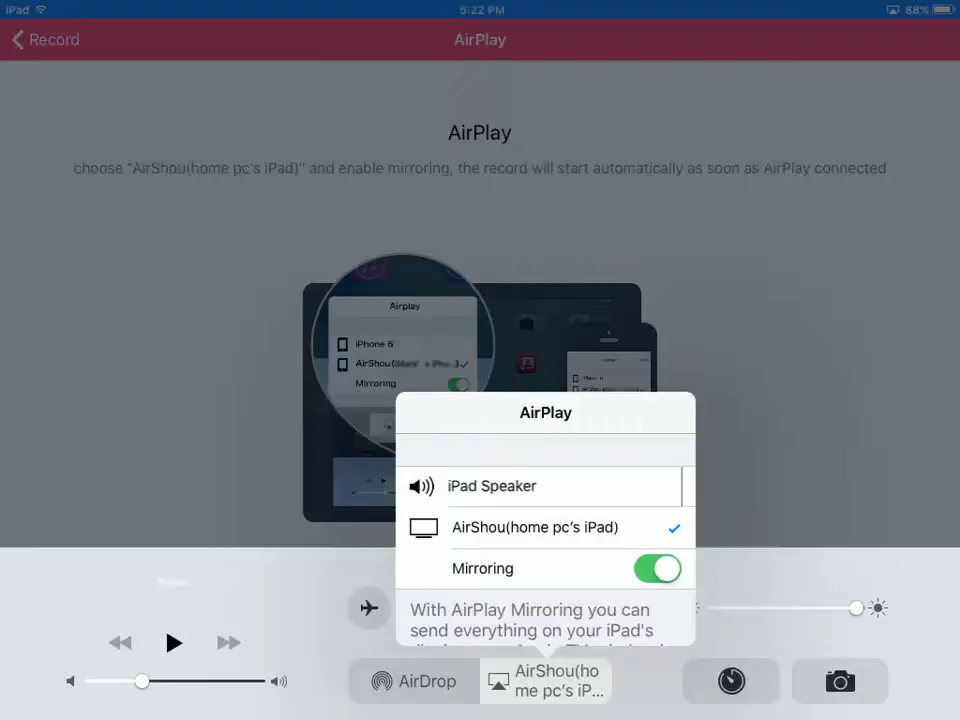 iPad
5:22 PM
88%
Record
AirPlay
AirPlay
choose "AirShou(home pc's iPad)" and enable mirroring, the record will start automatically as soon as AirPlay connected
Airplay
iPhone 6
AirShou(
Mirroring
AirPlay
iPad Speaker
AirShou(home pc's iPad)
Mirroring
With AirPlay Mirroring you can
send everything on your iPad's
AirDrop
AirShou(ho
me pc's iP...